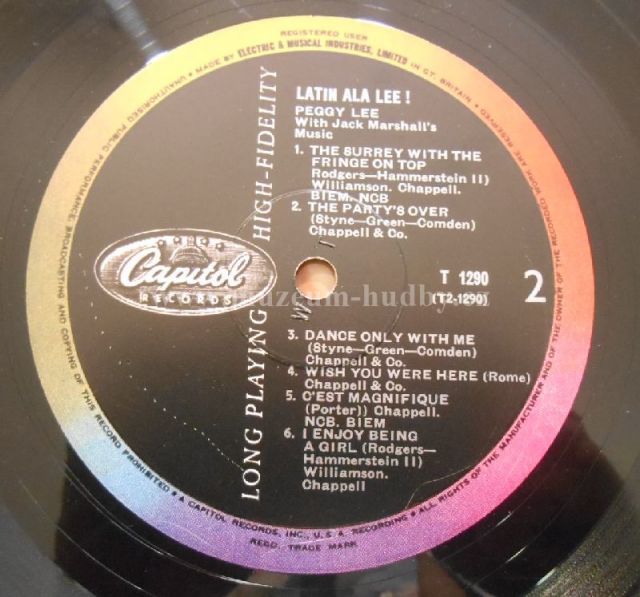 REGISTERED USER
UNAUTHORISED PUBLIC PERFORMANCE, BROADCASTING AND COPYING OF THIS RECORD PROHIBITED • MADE BY ELECTRIC & MUSICAL INDUSTRIES, LIMITED IN GT. BRITAIN •
• A CAPITOL RECORDS, INC., U.S.A. RECORDING • ALL RIGHTS OF THE MANUFACTURER AND OF THE OWNER OF THE RECORDED WORK ARE RESERVED
REGD. TRADE MARK
LONG PLAYING HIGH-FIDELITY
Capitol
RECORDS
LATIN ALA LEE!
PEGGY LEE
With Jack Marshall's
Music
1. THE SURREY WITH THE
FRINGE ON TOP
Rodgers—Hammerstein II)
Williamson. Chappell.
BIEM. NCB
2. THE PARTY'S OVER
(Styne—Green—Comden)
Chappell & Co.
T 1290
(T2-1290)
2
3. DANCE ONLY WITH ME
(Styne—Green—Comden)
Chappell & Co.
4. WISH YOU WERE HERE (Rome)
Chappell & Co.
5. C'EST MAGNIFIQUE
(Porter)) Chappell.
NCB. BIEM
6. I ENJOY BEING
A GIRL (Rodgers—
Hammerstein II)
Williamson.
Chappell